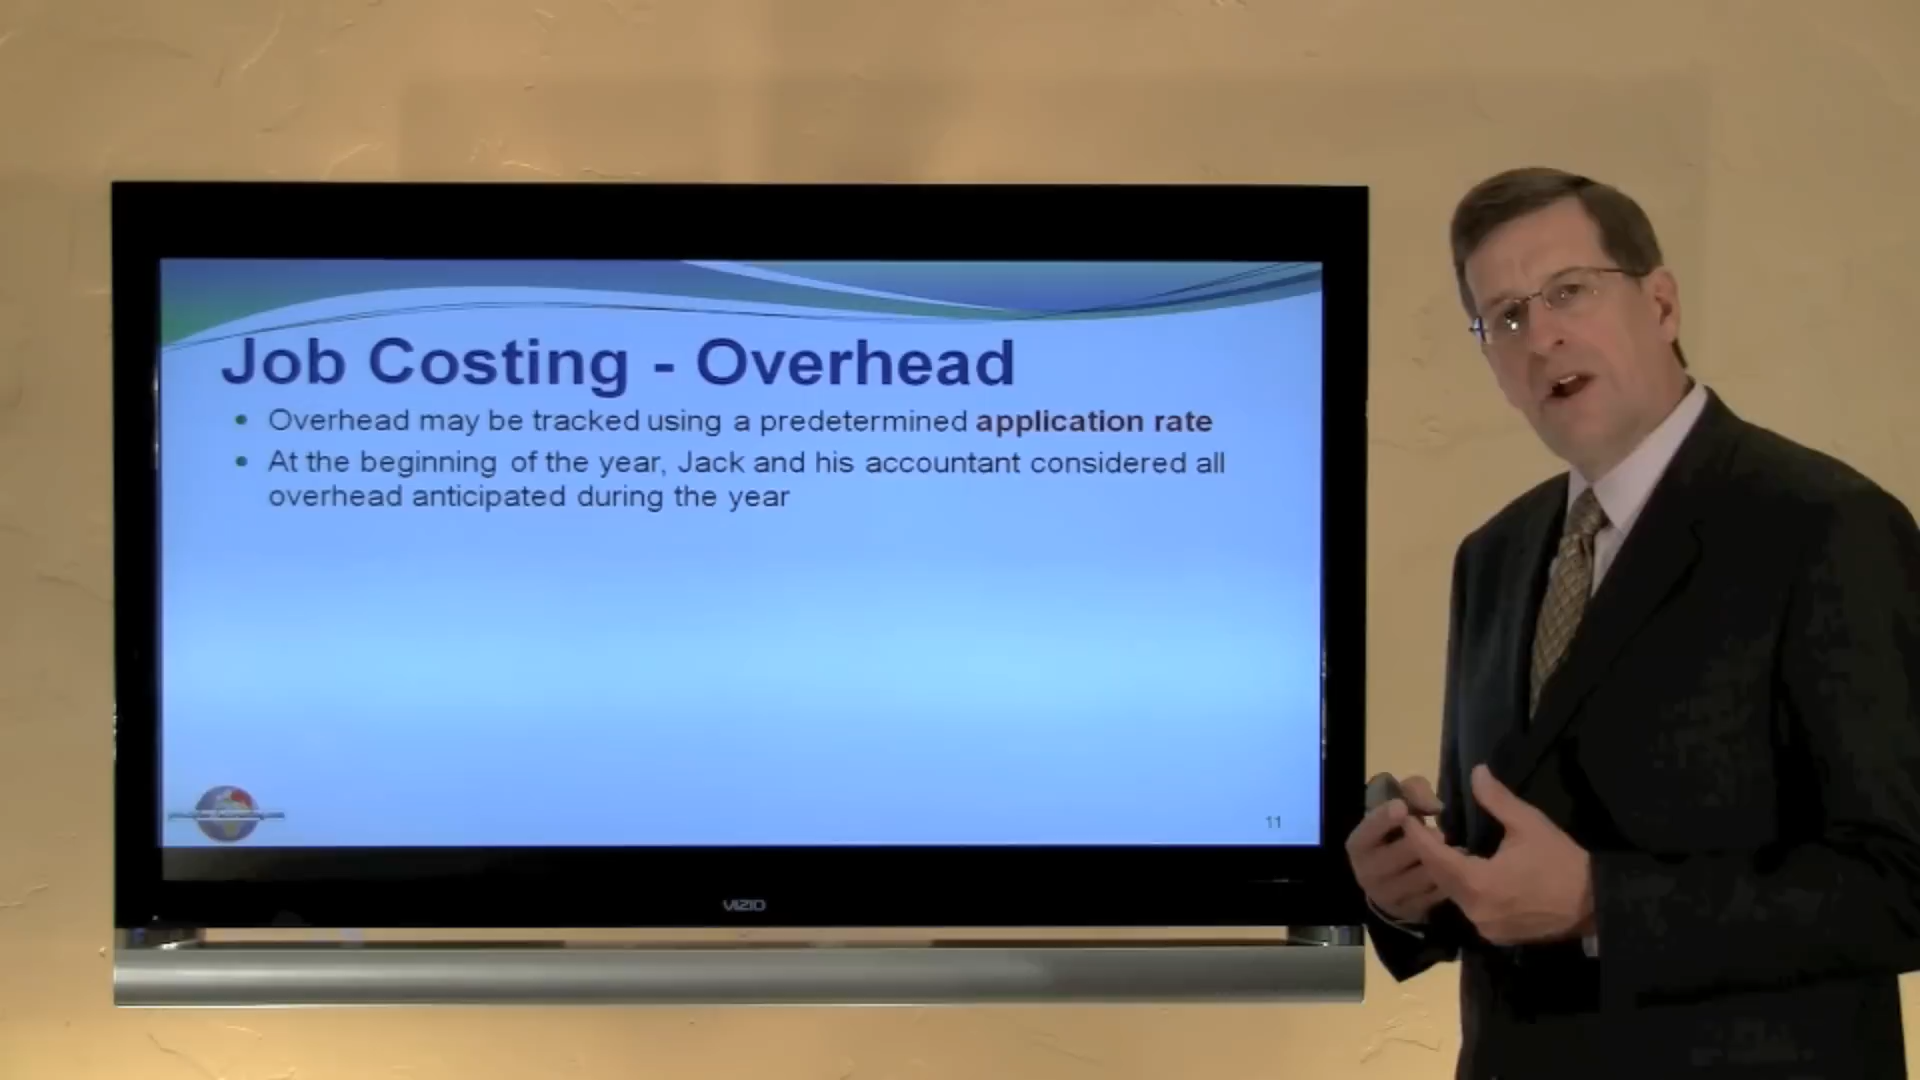 Job Costing - Overhead
• Overhead may be tracked using a predetermined application rate
• At the beginning of the year, Jack and his accountant considered all
overhead anticipated during the year
11
VIZIO